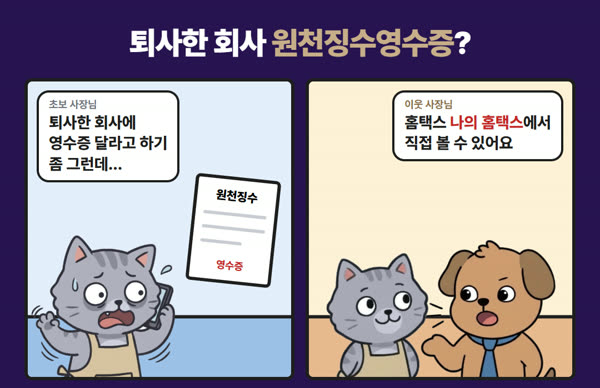 퇴사한 회사 원천징수영수증?
초보 사장님
퇴사한 회사에
영수증 달라고 하기
좀 그런데...
원천징수
영수증
이웃 사장님
홈택스 나의 홈택스에서
직접 볼 수 있어요